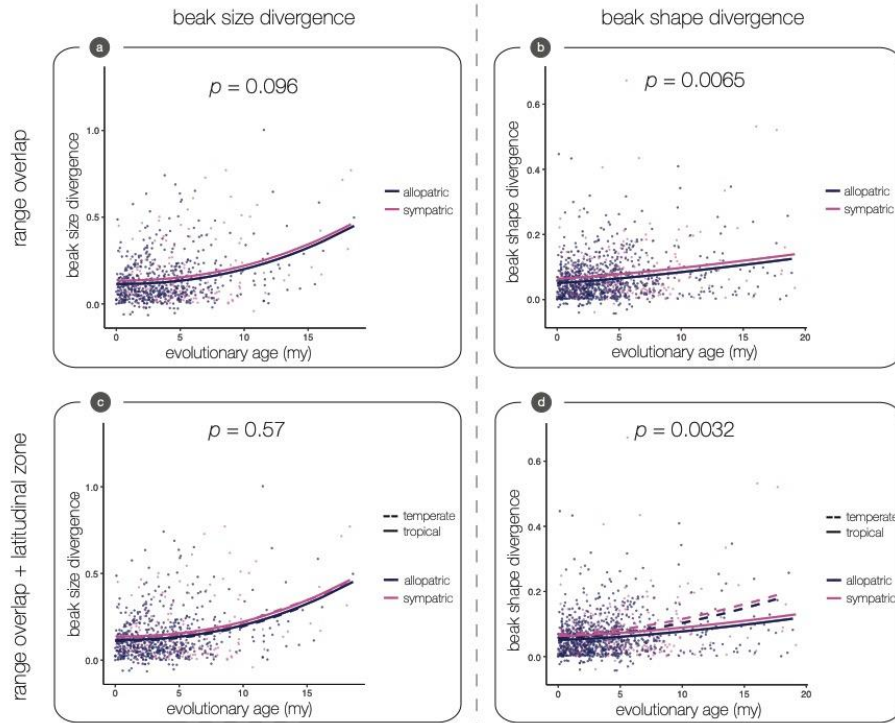 beak size divergence
beak shape divergence
range overlap
a
p = 0.096
beak size divergence
1.0
0.5
0.0
0
5
10
15
evolutionary age (my)
allopatric
sympatric
b
p = 0.0065
beak shape divergence
0.6
0.4
0.2
0.0
0
5
10
15
20
evolutionary age (my)
allopatric
sympatric
range overlap + latitudinal zone
c
p = 0.57
beak size divergence
1.0
0.5
0.0
0
5
10
15
evolutionary age (my)
temperate
tropical
allopatric
sympatric
d
p = 0.0032
beak shape divergence
0.6
0.4
0.2
0.0
0
5
10
15
20
evolutionary age (my)
temperate
tropical
allopatric
sympatric